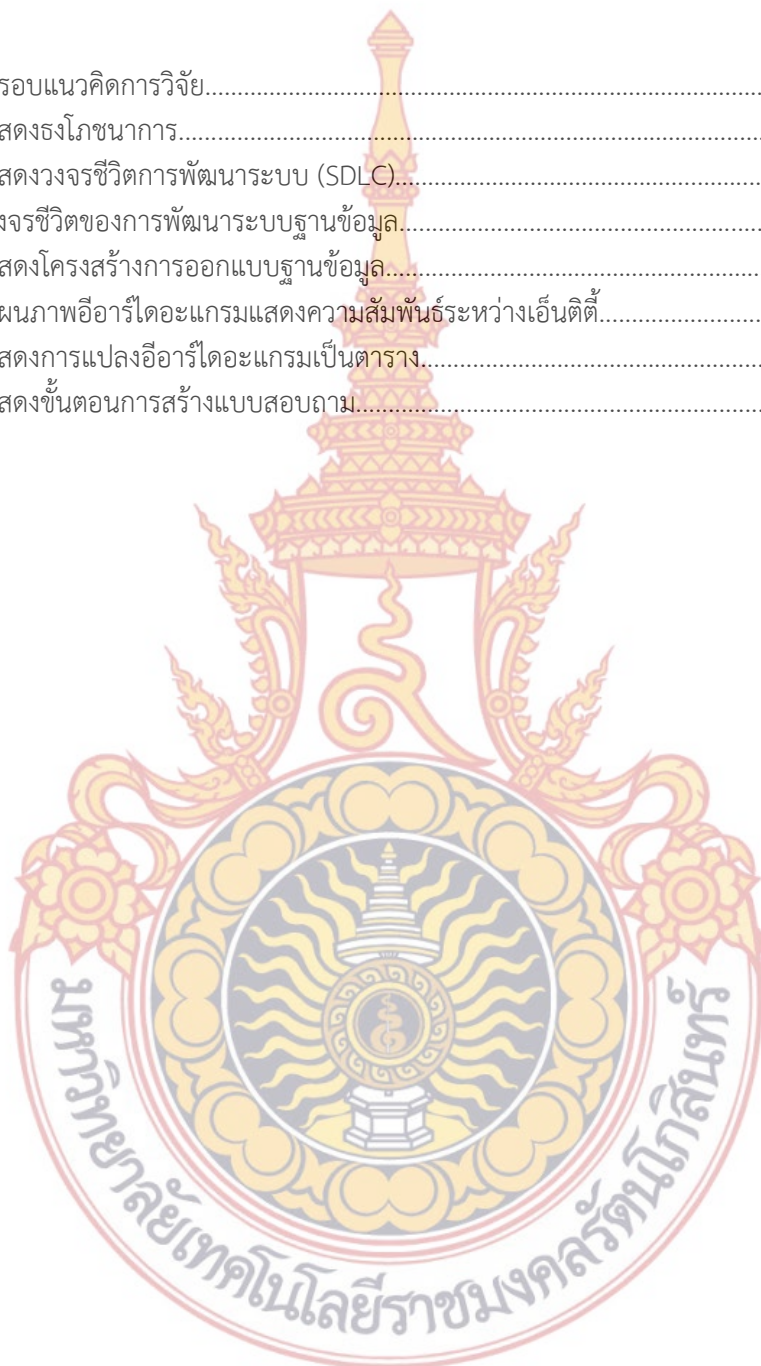 รอบแนวคิดการวิจัย
สดงธงโภชนาการ
สดงวงจรชีวิตการพัฒนาระบบ (SDLC)
งจรชีวิตของการพัฒนาระบบฐานข้อมูล
สดงโครงสร้างการออกแบบฐานข้อมูล
ผนภาพอีอาร์ไดอะแกรมแสดงความสัมพันธ์ระหว่างเอ็นติตี้
สดงการแปลงอีอาร์ไดอะแกรมเป็นตาราง
สดงขั้นตอนการสร้างแบบสอบถาม
มหาวิทยาลัยเทคโนโลยีราชมงคลรัตนโกสินทร์